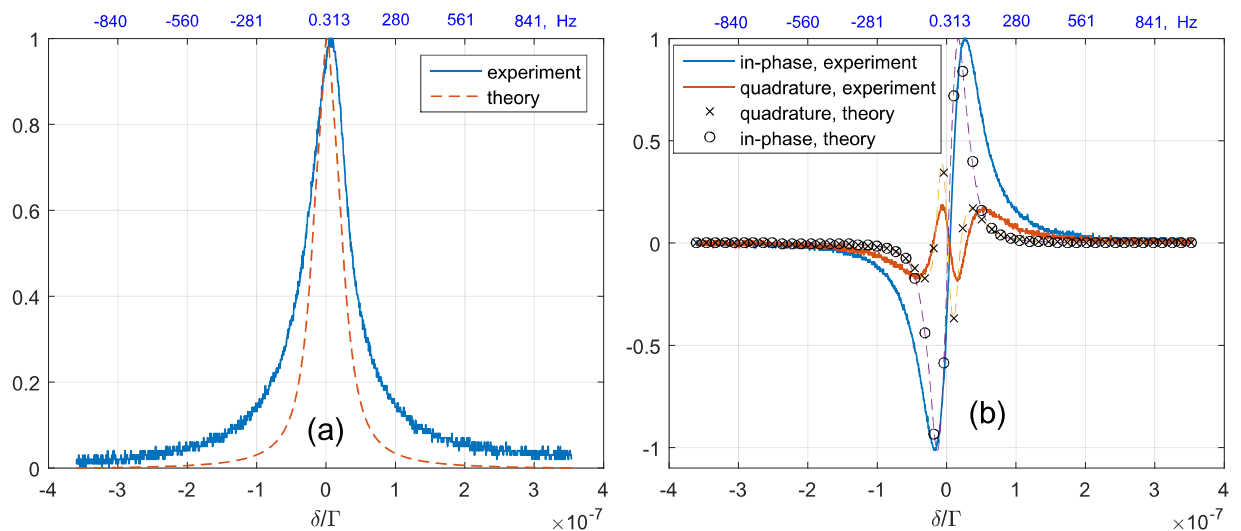 -840 -560 -281 0.313 280 561 841, Hz
1
0.8
0.6
0.4
0.2
0
experiment
theory
(a)
-4 -3 -2 -1 0 1 2 3 4
δ/Γ
×10⁻⁷
-840 -560 -281 0.313 280 561 841, Hz
1
0.5
0
-0.5
-1
in-phase, experiment
quadrature, experiment
quadrature, theory
in-phase, theory
(b)
-4 -3 -2 -1 0 1 2 3 4
δ/Γ
×10⁻⁷